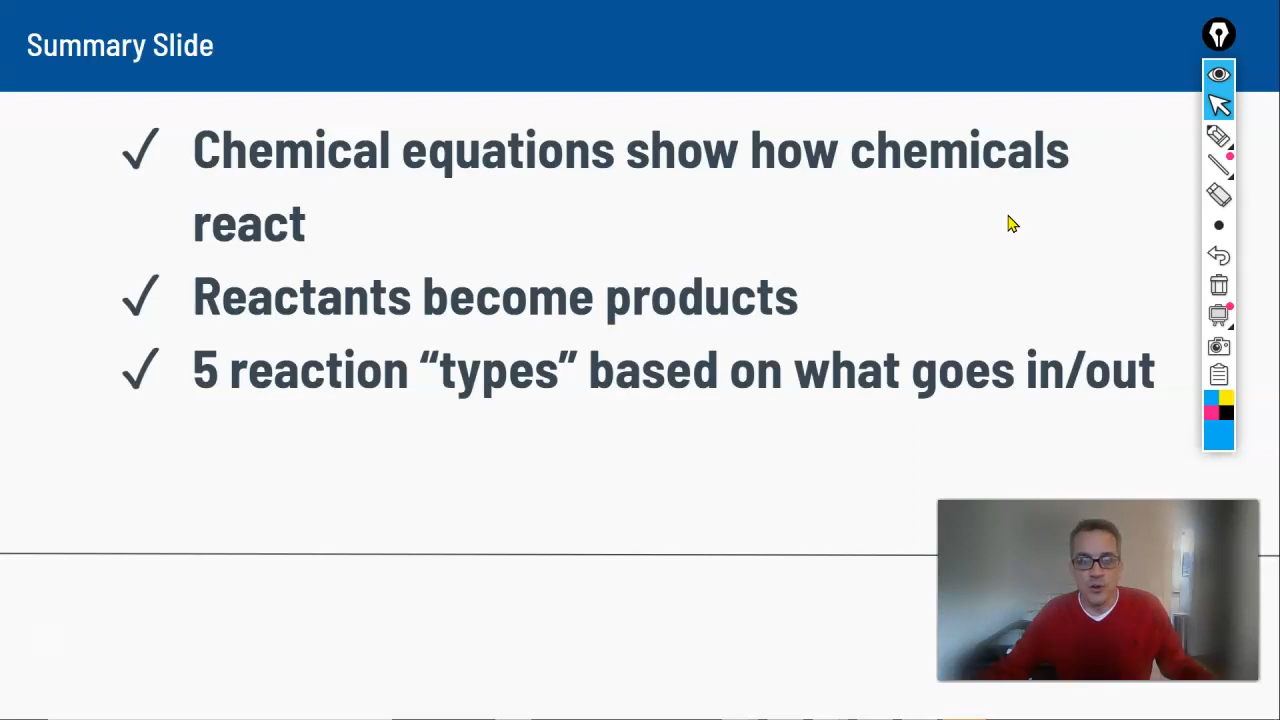 Summary Slide
✓ Chemical equations show how chemicals
react
✓ Reactants become products
✓ 5 reaction “types” based on what goes in/out